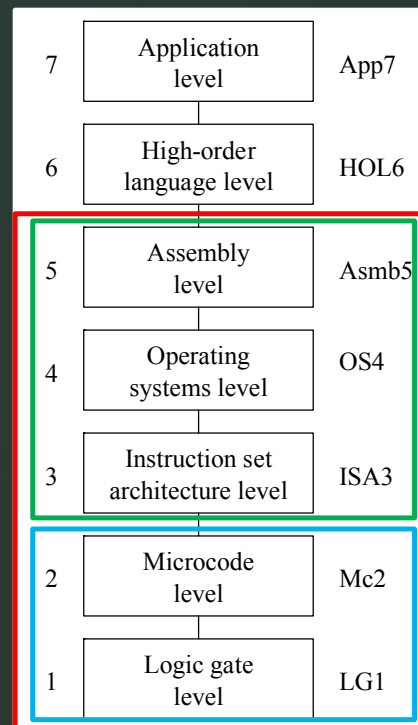 7 Application level App7
6 High-order language level HOL6
5 Assembly level Asmb5
4 Operating systems level OS4
3 Instruction set architecture level ISA3
2 Microcode level Mc2
1 Logic gate level LG1